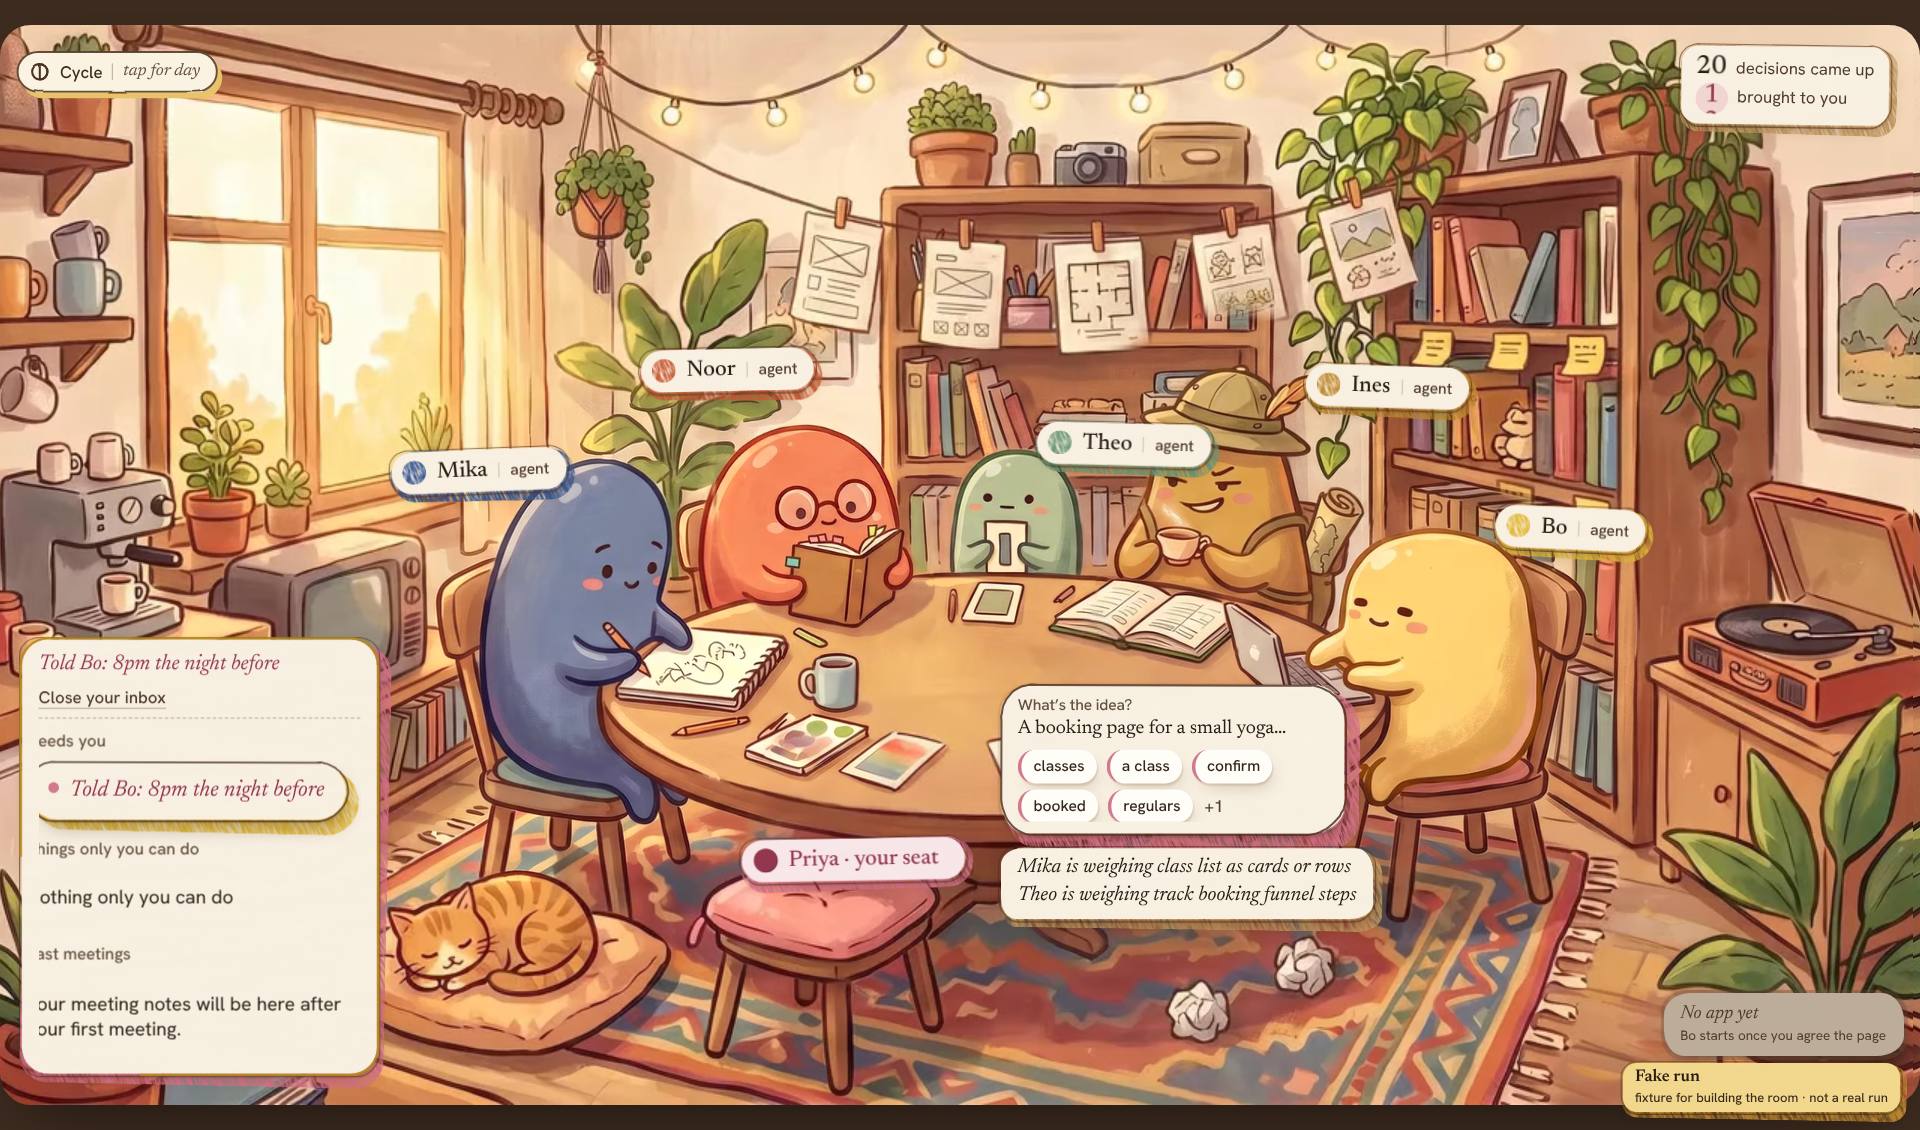 Cycle | tap for day
20 decisions came up
1 brought to you
Noor | agent
Ines | agent
Theo | agent
Mika | agent
Bo | agent
Told Bo: 8pm the night before
Close your inbox
eeds you
Told Bo: 8pm the night before
hings only you can do
othing only you can do
ast meetings
our meeting notes will be here after
our first meeting.
What's the idea?
A booking page for a small yoga…
classes
a class
confirm
booked
regulars
+1
Priya · your seat
Mika is weighing class list as cards or rows
Theo is weighing track booking funnel steps
No app yet
Bo starts once you agree the page
Fake run
fixture for building the room · not a real run